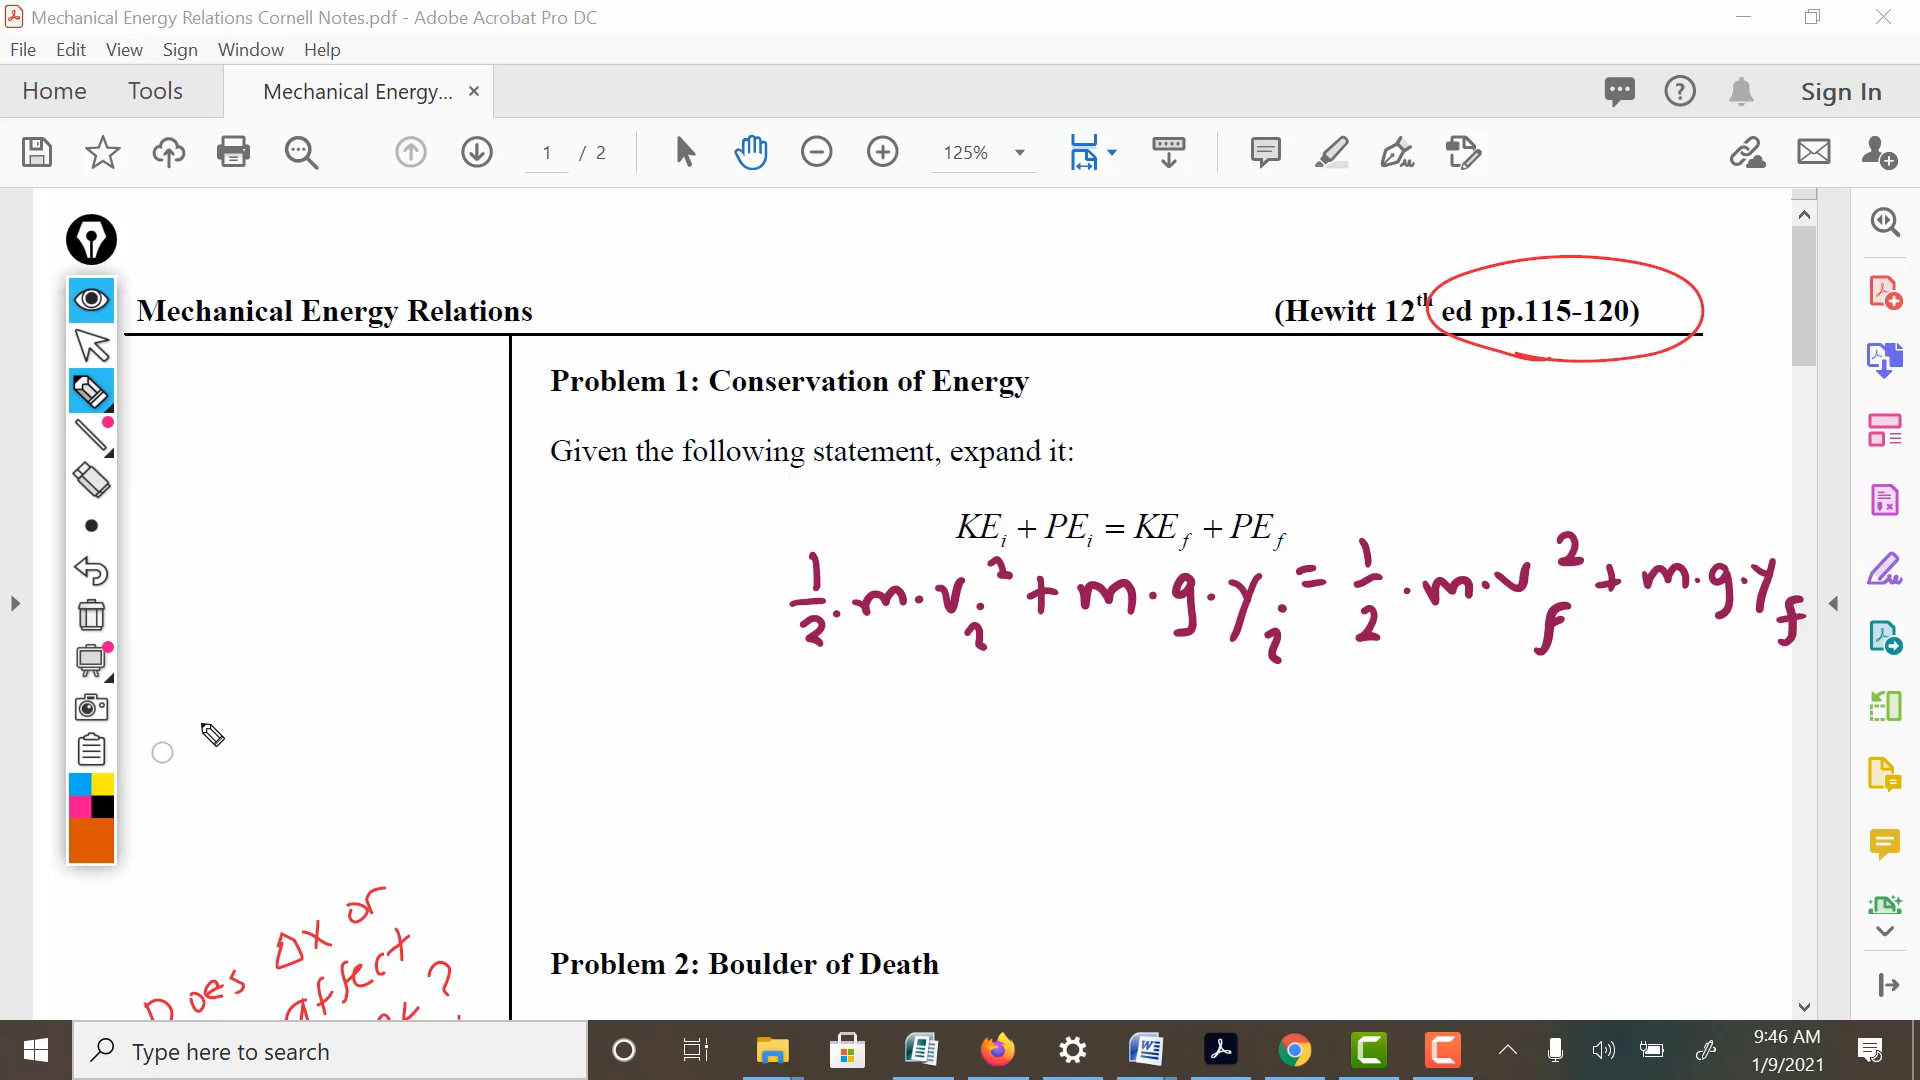 Mechanical Energy Relations Cornell Notes.pdf - Adobe Acrobat Pro DC
File Edit View Sign Window Help
Home Tools Mechanical Energy... × Sign In
1 / 2 125%
Mechanical Energy Relations (Hewitt 12th ed pp.115-120)
Problem 1: Conservation of Energy
Given the following statement, expand it:
KEi + PEi = KEf + PEf
1/2 · m · vi² + m · g · yi = 1/2 · m · vf² + m · g · yf
Problem 2: Boulder of Death
Does Δx or
affect
?
Type here to search
9:46 AM
1/9/2021